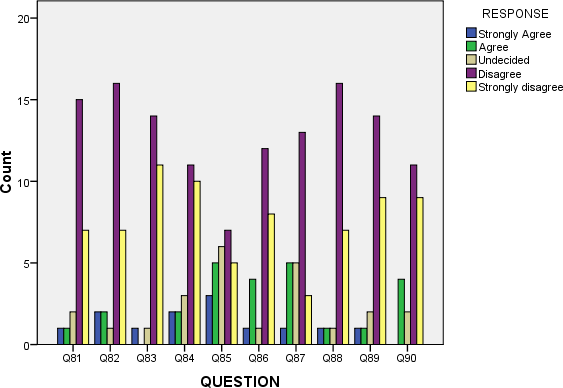 RESPONSE
Strongly Agree
Agree
Undecided
Disagree
Strongly disagree
Count
20
15
10
5
0
Q81 Q82 Q83 Q84 Q85 Q86 Q87 Q88 Q89 Q90
QUESTION